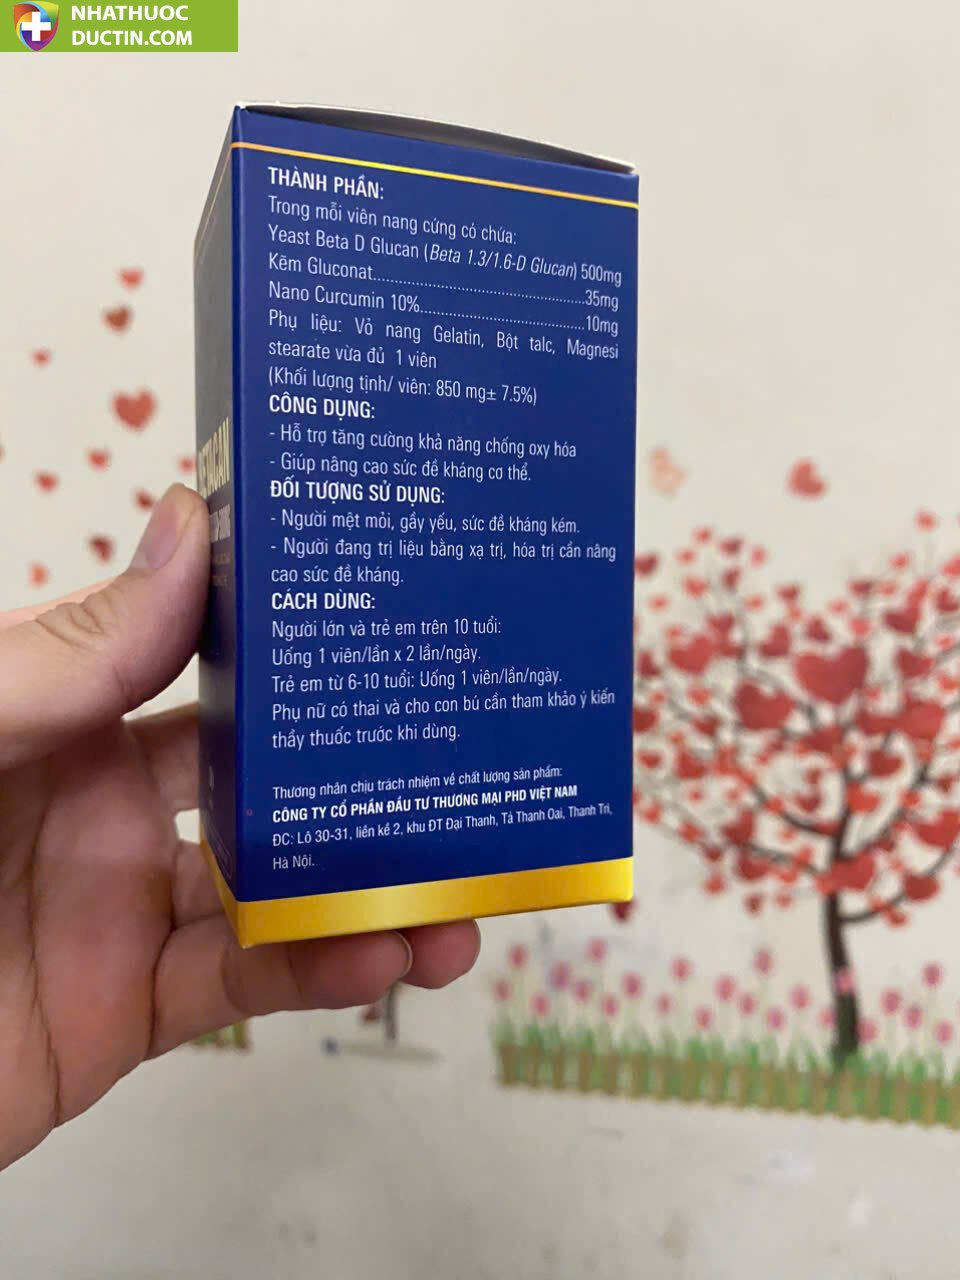 NHATHUOC
DUCTIN.COM
THÀNH PHẦN:
Trong mỗi viên nang cứng có chứa:
Yeast Beta D Glucan (Beta 1.3/1.6-D Glucan) 500mg
Kẽm Gluconat..................................................35mg
Nano Curcumin 10%.......................................10mg
Phụ liệu: Vỏ nang Gelatin, Bột talc, Magnesi
stearate vừa đủ 1 viên
(Khối lượng tịnh/ viên: 850 mg± 7.5%)
CÔNG DỤNG:
- Hỗ trợ tăng cường khả năng chống oxy hóa
- Giúp nâng cao sức đề kháng cơ thể.
ĐỐI TƯỢNG SỬ DỤNG:
- Người mệt mỏi, gầy yếu, sức đề kháng kém.
- Người đang trị liệu bằng xạ trị, hóa trị cần nâng
cao sức đề kháng.
CÁCH DÙNG:
Người lớn và trẻ em trên 10 tuổi:
Uống 1 viên/lần x 2 lần/ngày.
Trẻ em từ 6-10 tuổi: Uống 1 viên/lần/ngày.
Phụ nữ có thai và cho con bú cần tham khảo ý kiến
thầy thuốc trước khi dùng.
Thương nhân chịu trách nhiệm về chất lượng sản phẩm:
CÔNG TY CỔ PHẦN ĐẦU TƯ THƯƠNG MẠI PHD VIỆT NAM
ĐC: Lô 30-31, liền kề 2, khu ĐT Đại Thanh, Tả Thanh Oai, Thanh Trì,
Hà Nội.